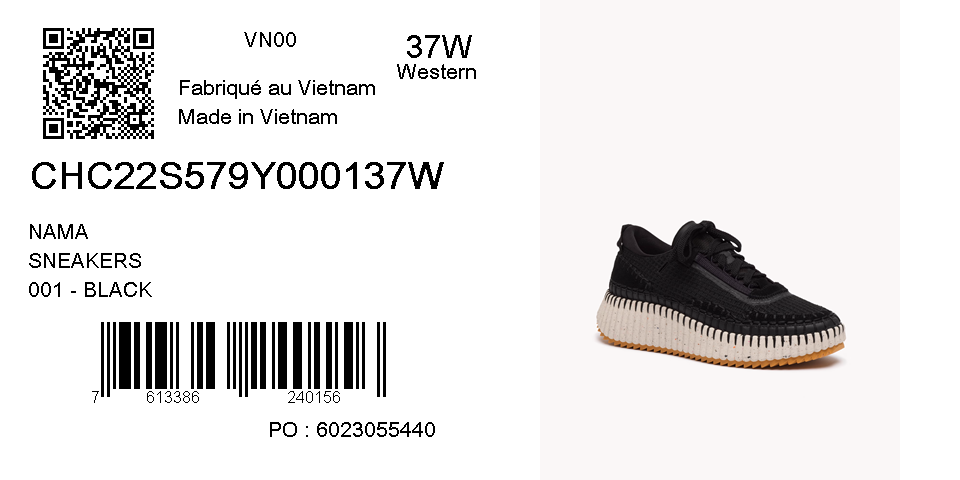 VN00
37W
Western
Fabriqué au Vietnam
Made in Vietnam
CHC22S579Y000137W
NAMA
SNEAKERS
001 - BLACK
7 613386 240156
PO : 6023055440